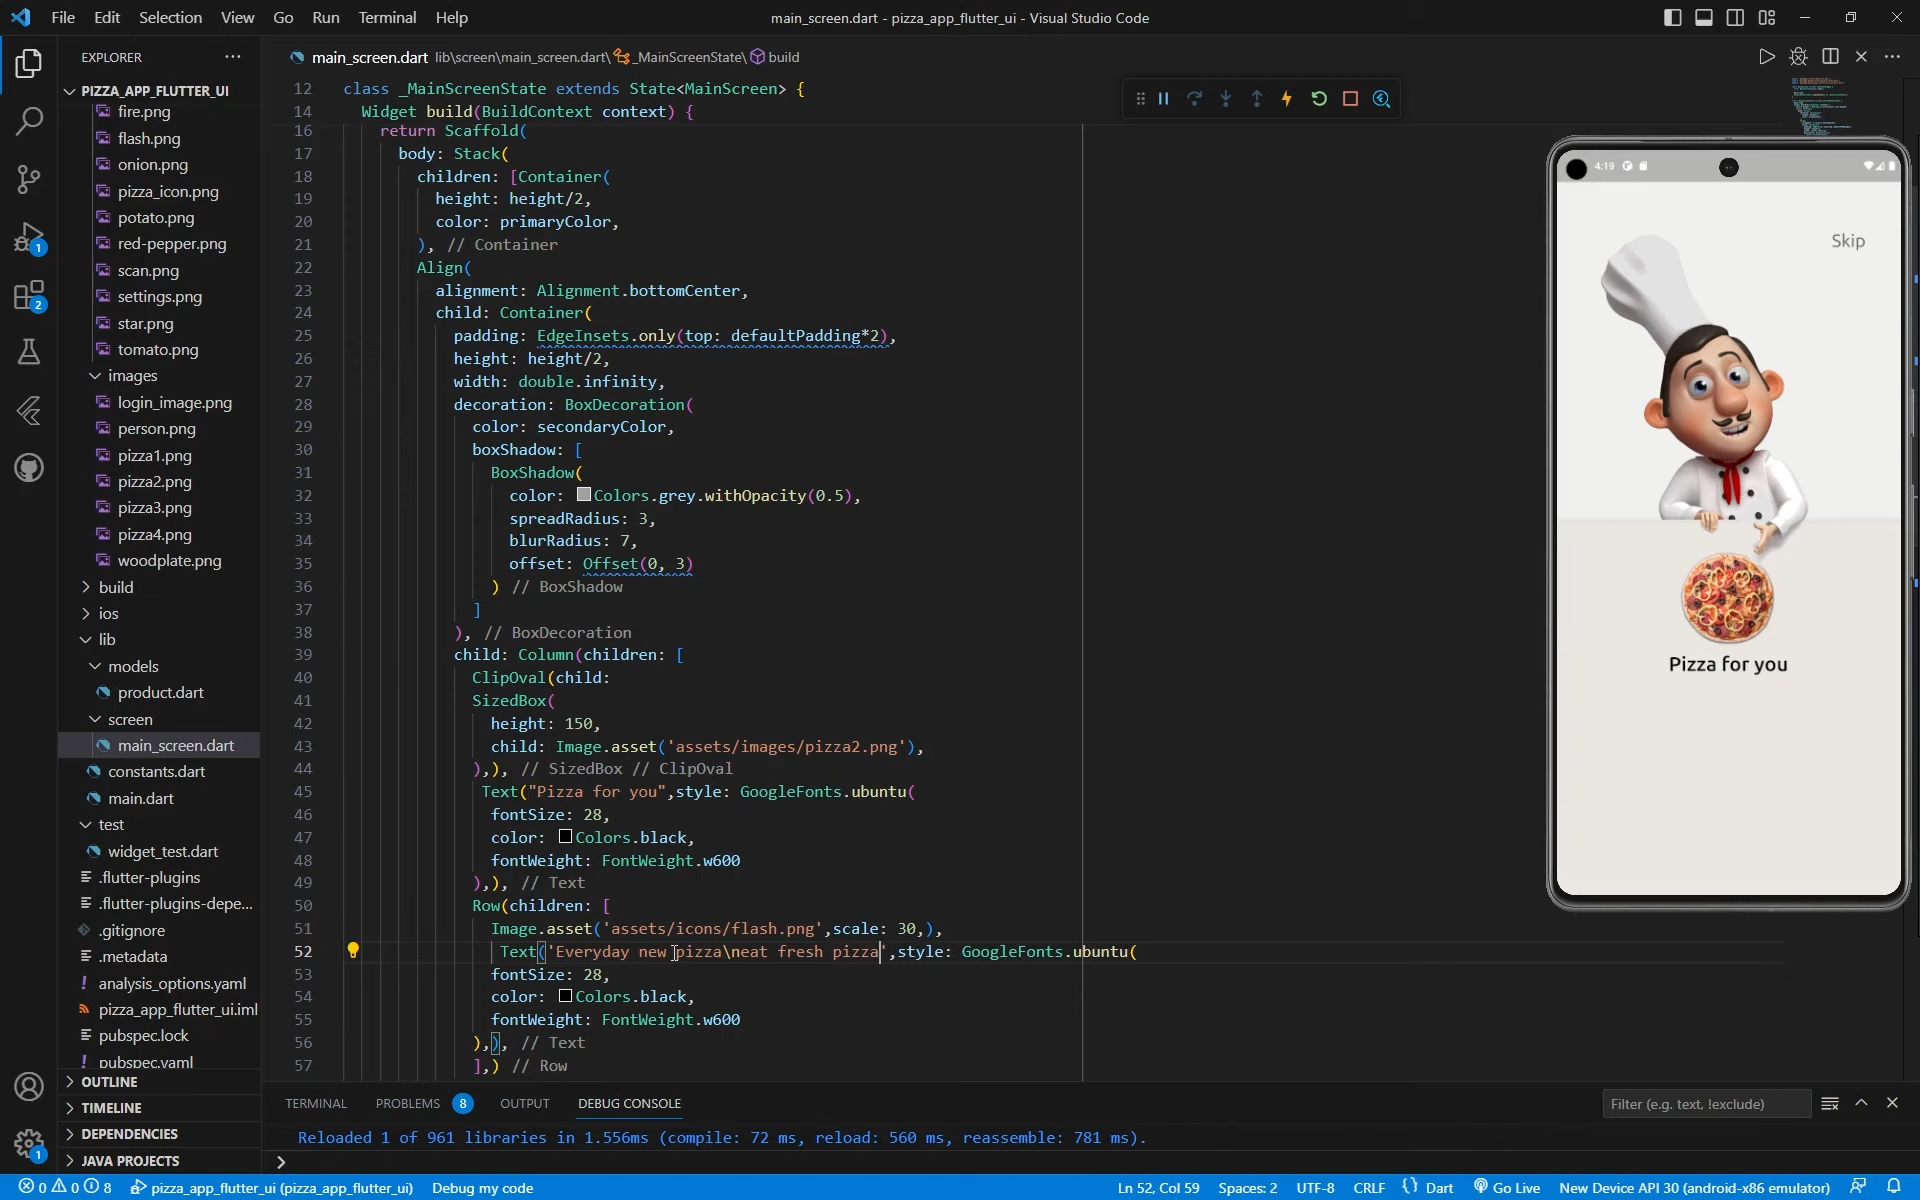 File Edit Selection View Go Run Terminal Help
main_screen.dart - pizza_app_flutter_ui - Visual Studio Code
EXPLORER
PIZZA_APP_FLUTTER_UI
fire.png
flash.png
onion.png
pizza_icon.png
potato.png
red-pepper.png
scan.png
settings.png
star.png
tomato.png
images
login_image.png
person.png
pizza1.png
pizza2.png
pizza3.png
pizza4.png
woodplate.png
build
ios
lib
models
product.dart
screen
main_screen.dart
constants.dart
main.dart
test
widget_test.dart
.flutter-plugins
.flutter-plugins-depe...
.gitignore
.metadata
analysis_options.yaml
pizza_app_flutter_ui.iml
pubspec.lock
pubspec.yaml
OUTLINE
TIMELINE
DEPENDENCIES
JAVA PROJECTS
1
2
1
main_screen.dart lib\screen\main_screen.dart\ _MainScreenState\ build
12 class _MainScreenState extends State<MainScreen> {
14 Widget build(BuildContext context) {
16 return Scaffold(
17 body: Stack(
18 children: [Container(
19 height: height/2,
20 color: primaryColor,
21 ), // Container
22 Align(
23 alignment: Alignment.bottomCenter,
24 child: Container(
25 padding: EdgeInsets.only(top: defaultPadding*2),
26 height: height/2,
27 width: double.infinity,
28 decoration: BoxDecoration(
29 color: secondaryColor,
30 boxShadow: [
31 BoxShadow(
32 color: Colors.grey.withOpacity(0.5),
33 spreadRadius: 3,
34 blurRadius: 7,
35 offset: Offset(0, 3)
36 ) // BoxShadow
37 ]
38 ), // BoxDecoration
39 child: Column(children: [
40 ClipOval(child:
41 SizedBox(
42 height: 150,
43 child: Image.asset('assets/images/pizza2.png'),
44 ),), // SizedBox // ClipOval
45 Text("Pizza for you",style: GoogleFonts.ubuntu(
46 fontSize: 28,
47 color: Colors.black,
48 fontWeight: FontWeight.w600
49 ),), // Text
50 Row(children: [
51 Image.asset('assets/icons/flash.png',scale: 30,),
52 Text('Everyday new pizza\neat fresh pizza',style: GoogleFonts.ubuntu(
53 fontSize: 28,
54 color: Colors.black,
55 fontWeight: FontWeight.w600
56 ),), // Text
57 ],) // Row
4:19
Skip
Pizza for you
TERMINAL PROBLEMS 8 OUTPUT DEBUG CONSOLE
Filter (e.g. text, !exclude)
Reloaded 1 of 961 libraries in 1.556ms (compile: 72 ms, reload: 560 ms, reassemble: 781 ms).
0 0 8 pizza_app_flutter_ui (pizza_app_flutter_ui) Debug my code
Ln 52, Col 59 Spaces: 2 UTF-8 CRLF Dart Go Live New Device API 30 (android-x86 emulator)